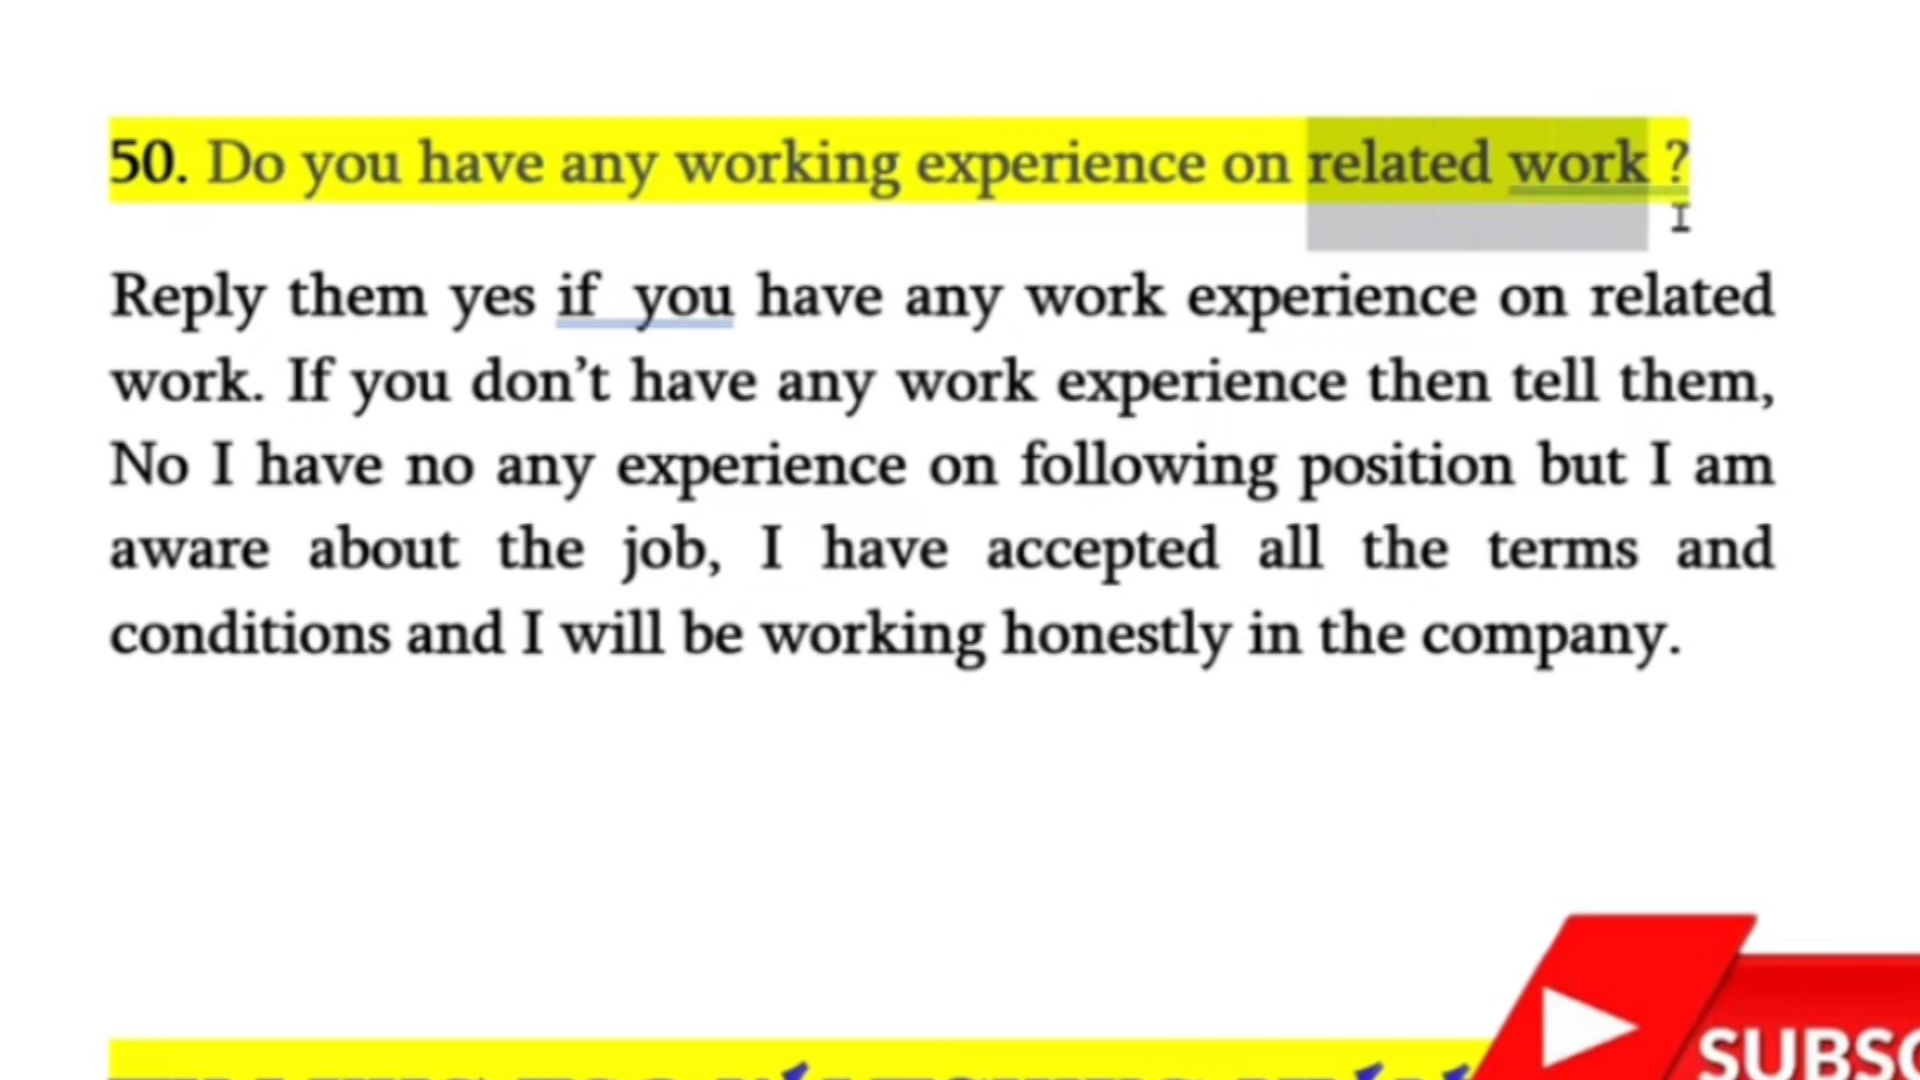 50. Do you have any working experience on related work ?
Reply them yes if  you have any work experience on related
work. If you don’t have any work experience then tell them,
No I have no any experience on following position but I am
aware about the job, I have accepted all the terms and
conditions and I will be working honestly in the company.
SUBSC